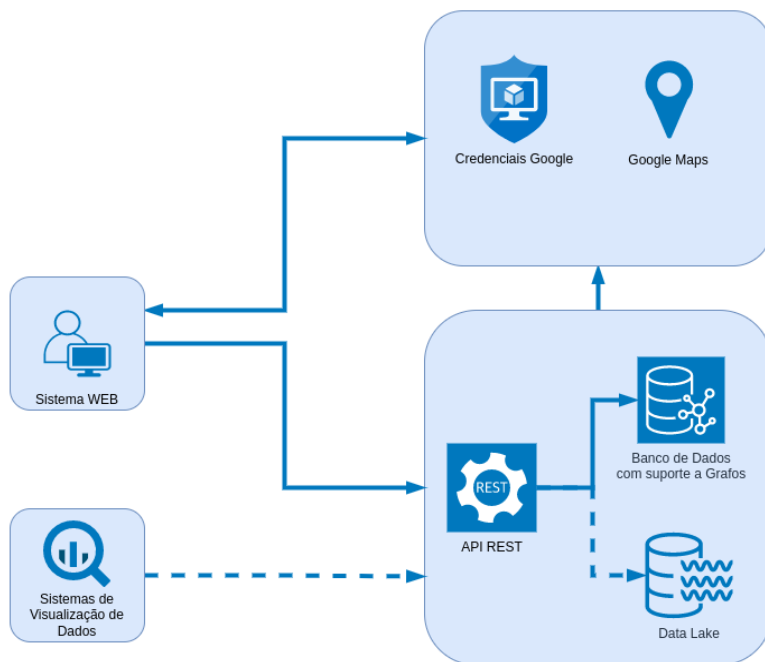 Credenciais Google
Google Maps
Sistema WEB
REST
API REST
Banco de Dados
com suporte a Grafos
Sistemas de
Visualização de
Dados
Data Lake